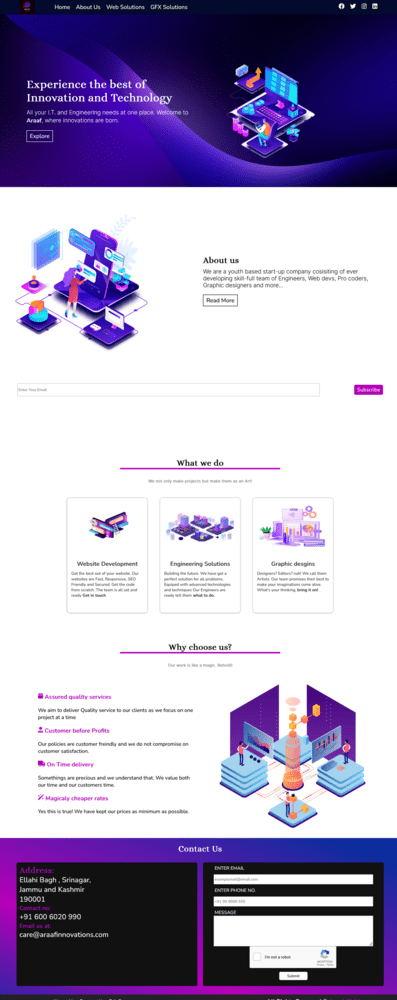 Home About Us Web Solutions GFX Solutions
Experience the best of
Innovation and Technology
All your I.T. and Engineering needs at one place. Welcome to
Araaf, where innovations are born.
Explore
About us
We are a youth based start-up company cosisiting of ever
developing skill-full team of Engineers, Web devs, Pro coders,
Graphic designers and more...
Read More
Enter Your Email
Subscribe
What we do
We not only make projects but make them as an Art!
Website Development
Get the best out of your website. Our
websites are Fast, Responsive, SEO
Friendly and Secured. Get the code
from scratch. The team is all set and
ready Get in touch
Engineering Solutions
Building the future. We have got a
perfect solution for all problems.
Equiped with advanced technologies
and techniques Our Engineers are
ready tell them what to do.
Graphic desgins
Designers? Editors? nah! We call them
Artists. Our team promises their best to
make your imaginations come alive.
What's your thinking, bring it on!
Why choose us?
Our work is like a magic. Behold!
Assured quality services
We aim to deliver Quality service to our clients as we focus on one
project at a time
Customer before Profits
Our policies are customer freindly and we do not compromise on
customer satisfaction.
On Time delivery
Somethings are precious and we understand that. We value both
our time and our customers time.
Magicaly cheaper rates
Yes this is true! We have kept our prices as minimum as possible.
Contact Us
Address:
Ellahi Bagh , Srinagar,
Jammu and Kashmir
190001
Contact no:
+91 600 6020 990
Email us at:
care@araafinnovations.com
ENTER EMAIL
example@mail@email.com
ENTER PHONE NO.
MESSAGE
I'm not a robot
reCAPTCHA
Submit